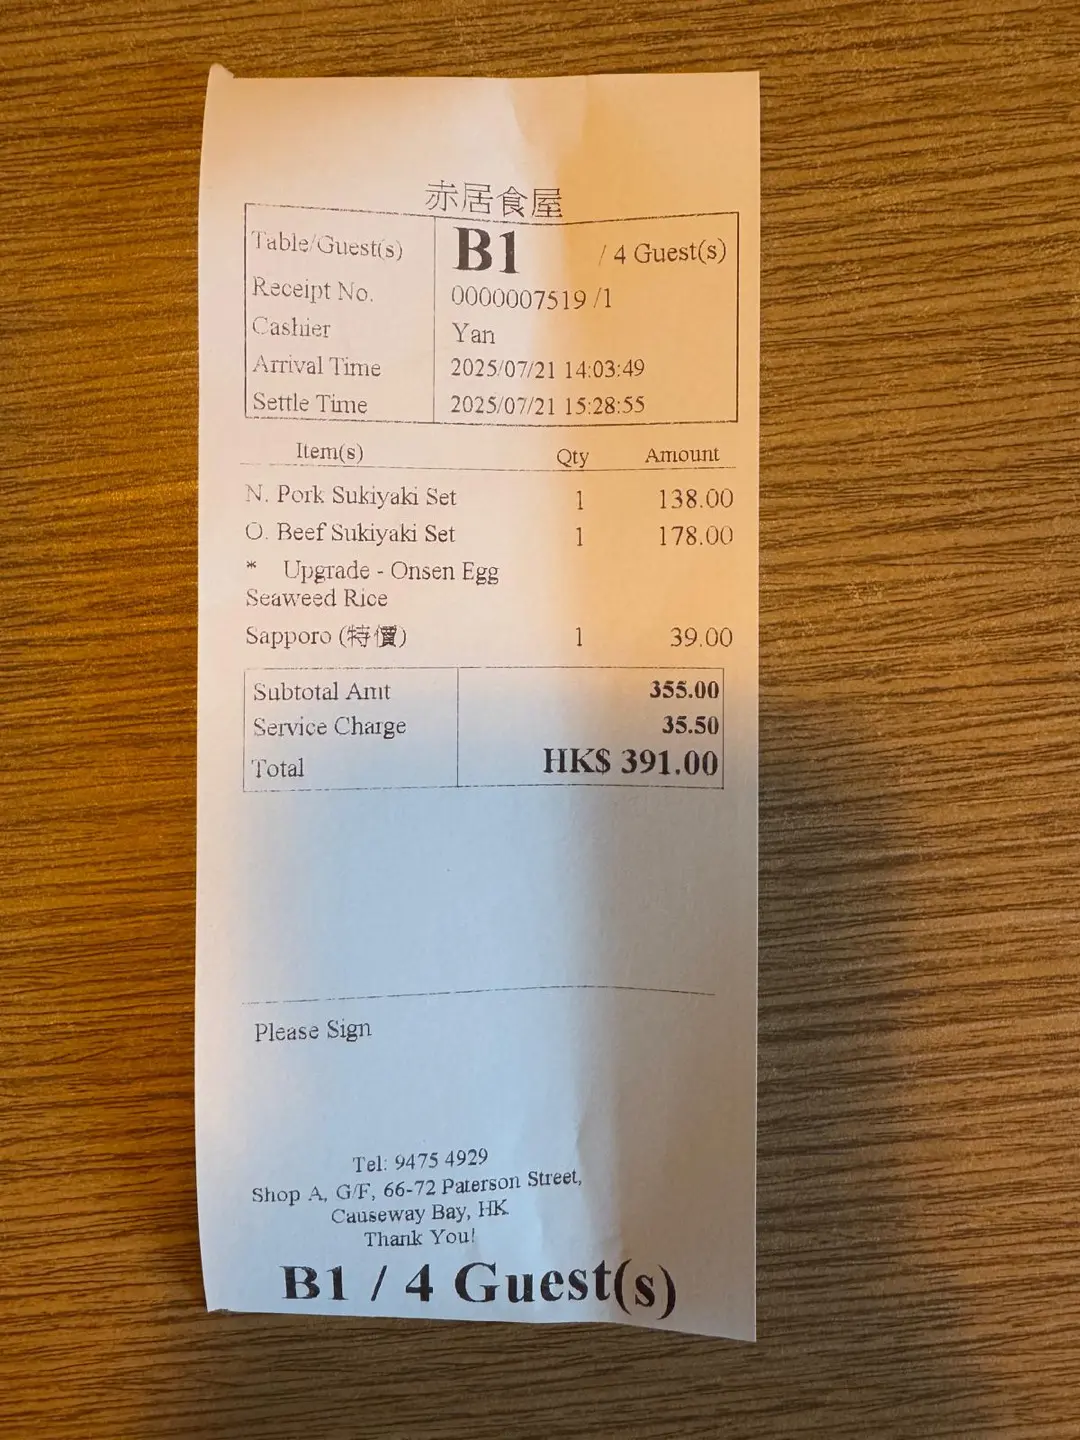 赤居食屋
Table/Guest(s) B1 / 4 Guest(s)
Receipt No. 0000007519 /1
Cashier Yan
Arrival Time 2025/07/21 14:03:49
Settle Time 2025/07/21 15:28:55
Item(s) Qty Amount
N. Pork Sukiyaki Set 1 138.00
O. Beef Sukiyaki Set 1 178.00
* Upgrade - Onsen Egg
Seaweed Rice
Sapporo (特價) 1 39.00
Subtotal Amt 355.00
Service Charge 35.50
Total HK$ 391.00
Please Sign
Tel: 9475 4929
Shop A, G/F, 66-72 Paterson Street,
Causeway Bay, HK
Thank You!
B1 / 4 Guest(s)